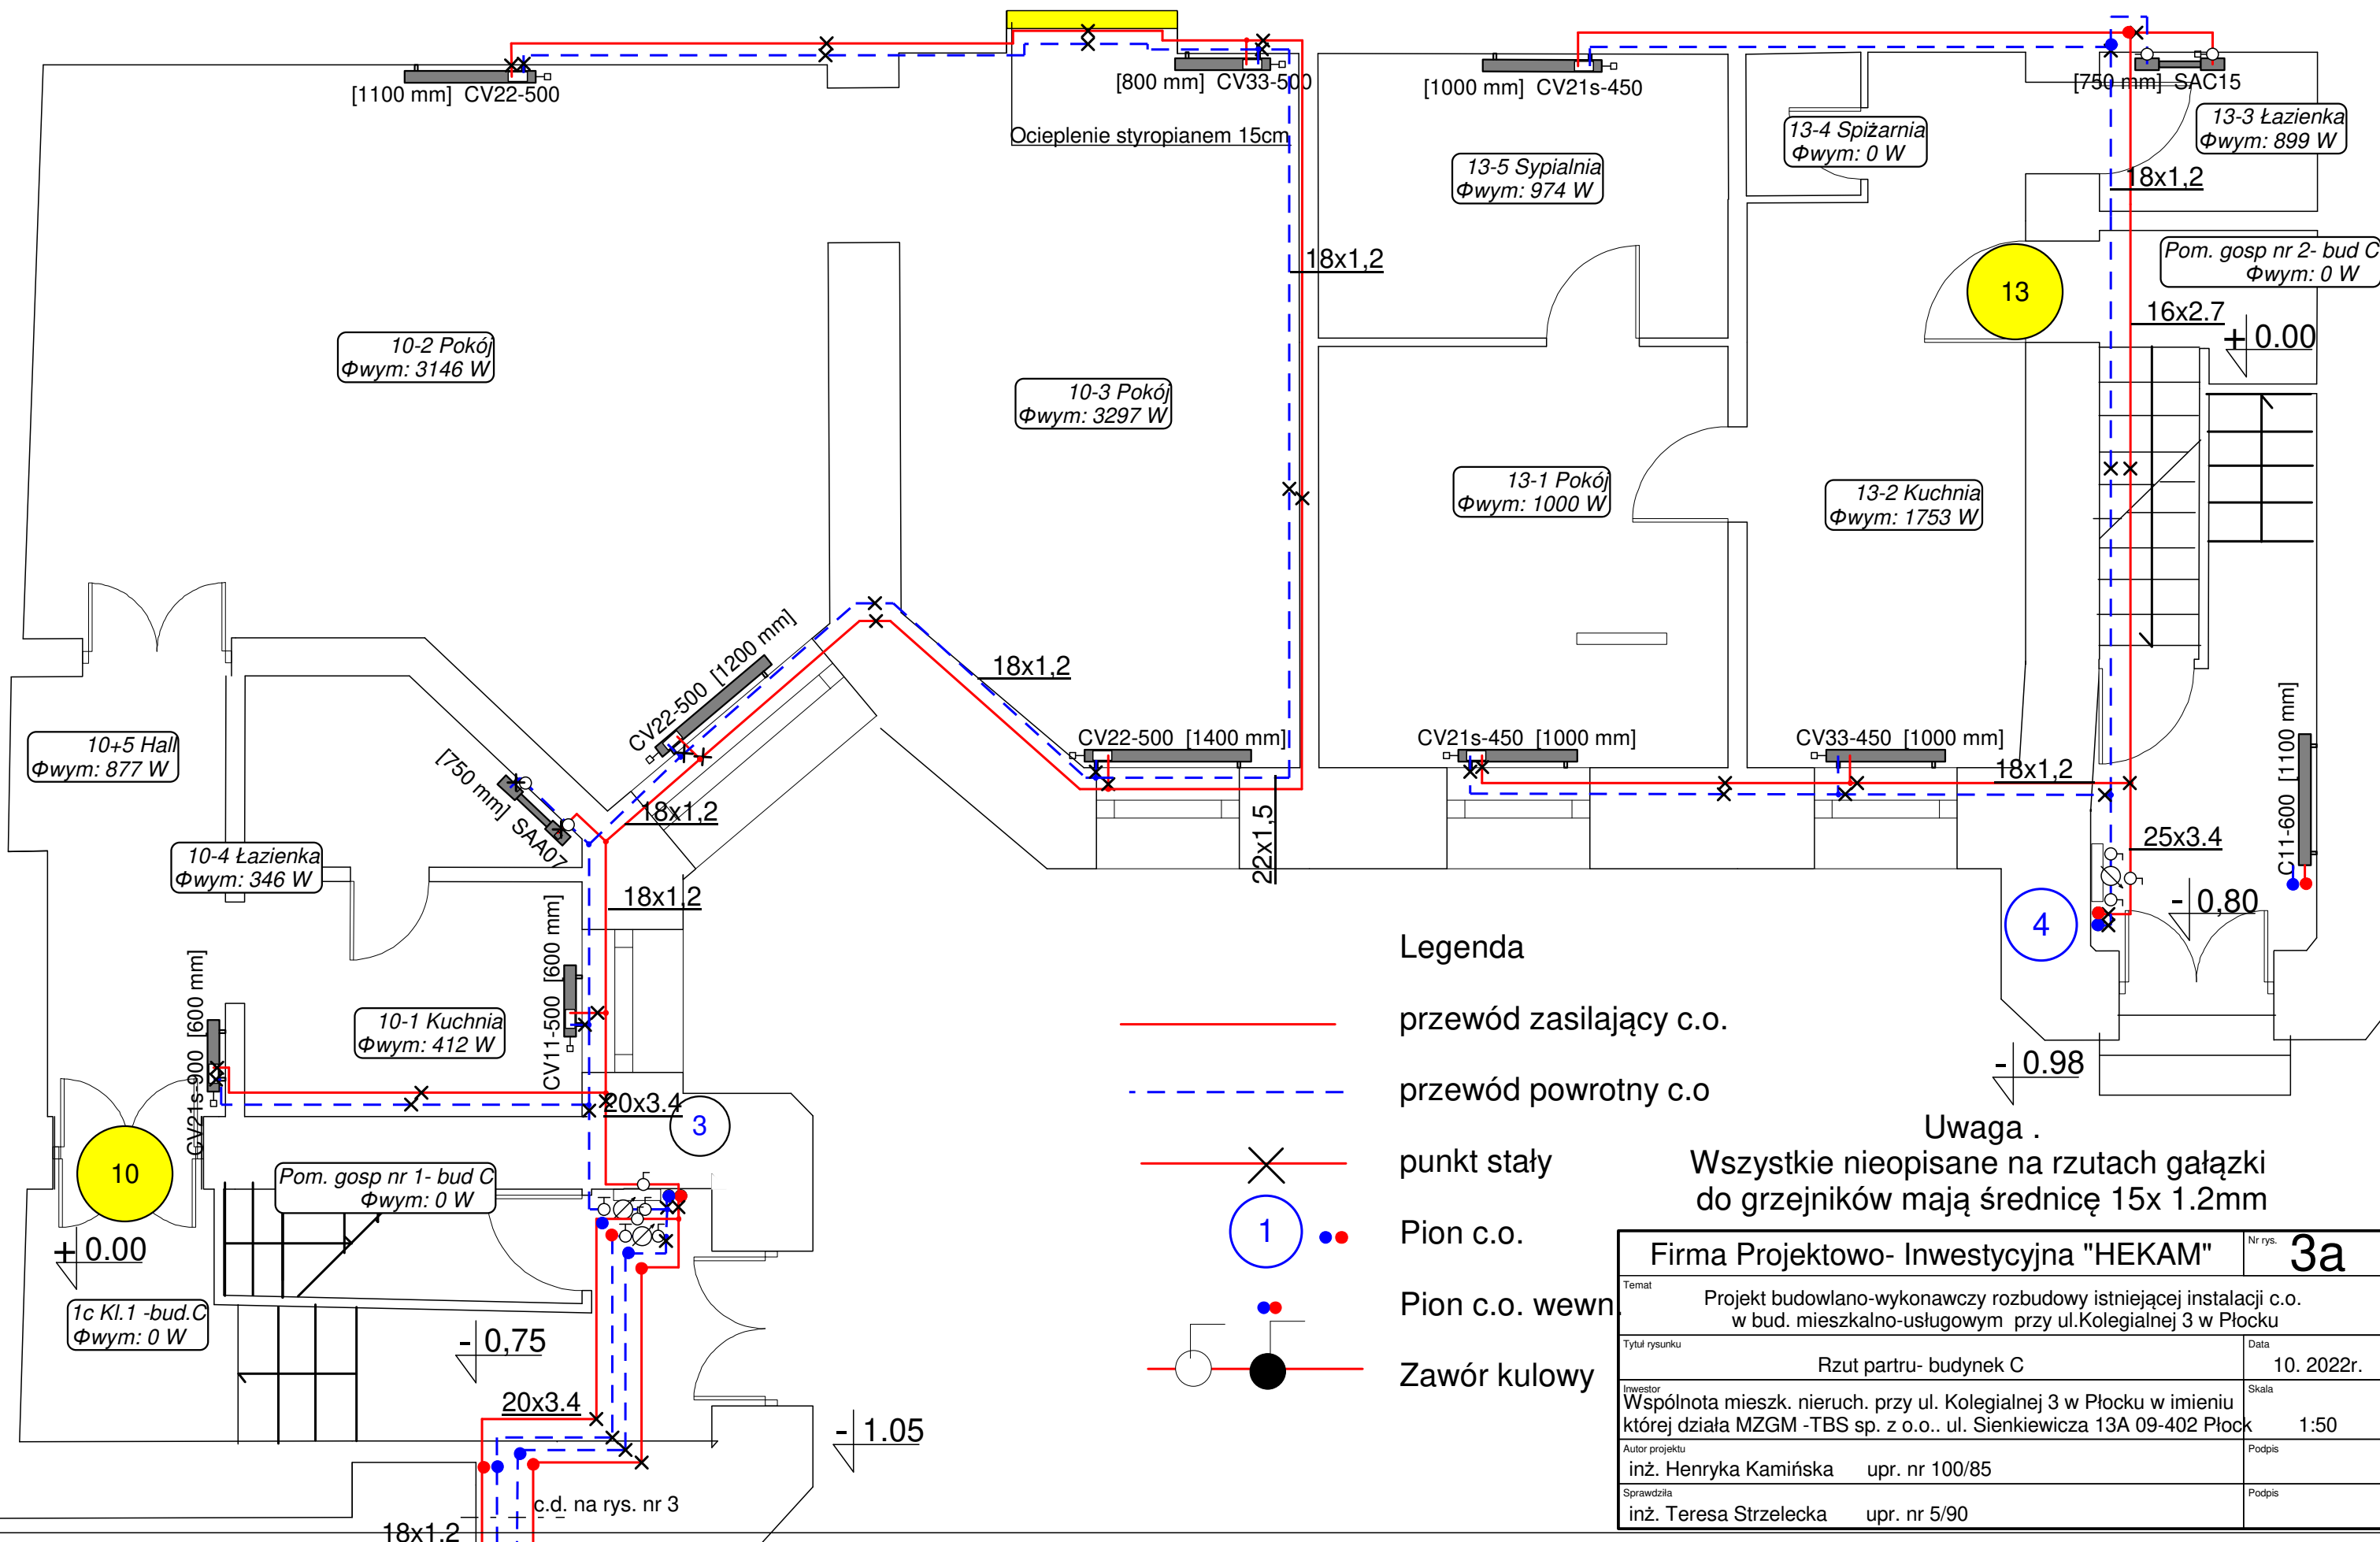 [1100 mm]  CV22-500
[800 mm]  CV33-500
[1000 mm]  CV21s-450
[750 mm]  SAC15
Ocieplenie styropianem 15cm
13-3 Łazienka
Φwym: 899 W
13-4 Spiżarnia
Φwym: 0 W
13-5 Sypialnia
Φwym: 974 W
18x1,2
Pom. gosp nr 2- bud C
Φwym: 0 W
18x1,2
13
16x2.7
+ 0.00
10-2 Pokój
Φwym: 3146 W
10-3 Pokój
Φwym: 3297 W
13-1 Pokój
Φwym: 1000 W
13-2 Kuchnia
Φwym: 1753 W
CV22-500  [1200 mm]
18x1,2
10+5 Hall
Φwym: 877 W
[750 mm]  SAA07
CV22-500  [1400 mm]
CV21s-450  [1000 mm]
CV33-450  [1000 mm]
18x1,2
C11-600  [1100 mm]
18x1,2
22x1,5
25x3.4
10-4 Łazienka
Φwym: 346 W
18x1,2
4
- 0,80
CV11-500  [600 mm]
CV21s-900  [600 mm]
10-1 Kuchnia
Φwym: 412 W
20x3.4
3
- 0.98
10
Pom. gosp nr 1- bud C
Φwym: 0 W
+ 0.00
1c Kl.1 -bud.C
Φwym: 0 W
- 0,75
20x3.4
- 1.05
c.d. na rys. nr 3
18x1,2
Legenda
przewód zasilający c.o.
przewód powrotny c.o
punkt stały
1
Pion c.o.
Pion c.o. wewn.
Zawór kulowy
Uwaga .
Wszystkie nieopisane na rzutach gałązki
do grzejników mają średnicę 15x 1.2mm
Firma Projektowo- Inwestycyjna "HEKAM"
Nr rys.
3a
Temat
Projekt budowlano-wykonawczy rozbudowy istniejącej instalacji c.o.
w bud. mieszkalno-usługowym  przy ul.Kolegialnej 3 w Płocku
Tytuł rysunku
Rzut partru- budynek C
Data
10. 2022r.
Inwestor
Wspólnota mieszk. nieruch. przy ul. Kolegialnej 3 w Płocku w imieniu
której działa MZGM -TBS sp. z o.o.. ul. Sienkiewicza 13A 09-402 Płock
Skala
1:50
Autor projektu
inż. Henryka Kamińska      upr. nr 100/85
Podpis
Sprawdziła
inż. Teresa Strzelecka       upr. nr 5/90
Podpis